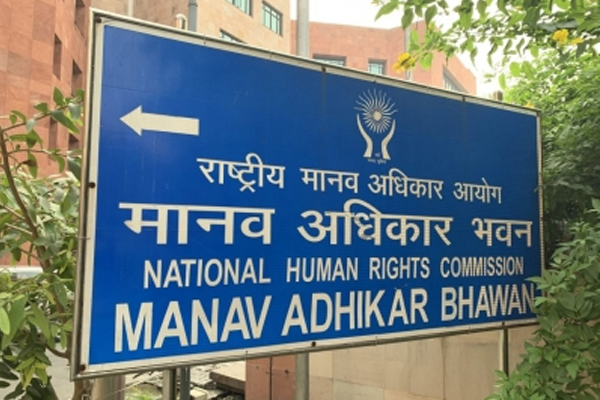 राष्ट्रीय मानव अधिकार आयोग
मानव अधिकार भवन
NATIONAL HUMAN RIGHTS COMMISSION
MANAV ADHIKAR BHAWAN